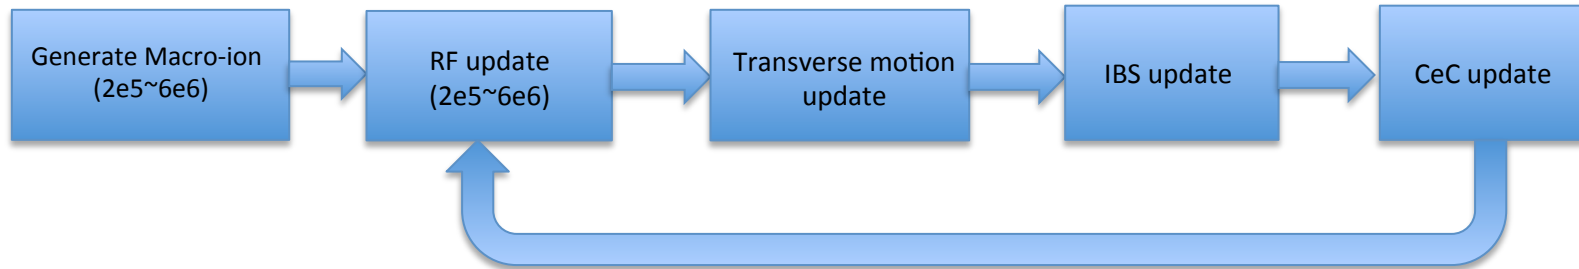 Generate Macro-ion
(2e5~6e6)
RF update
(2e5~6e6)
Transverse motion
update
IBS update
CeC update